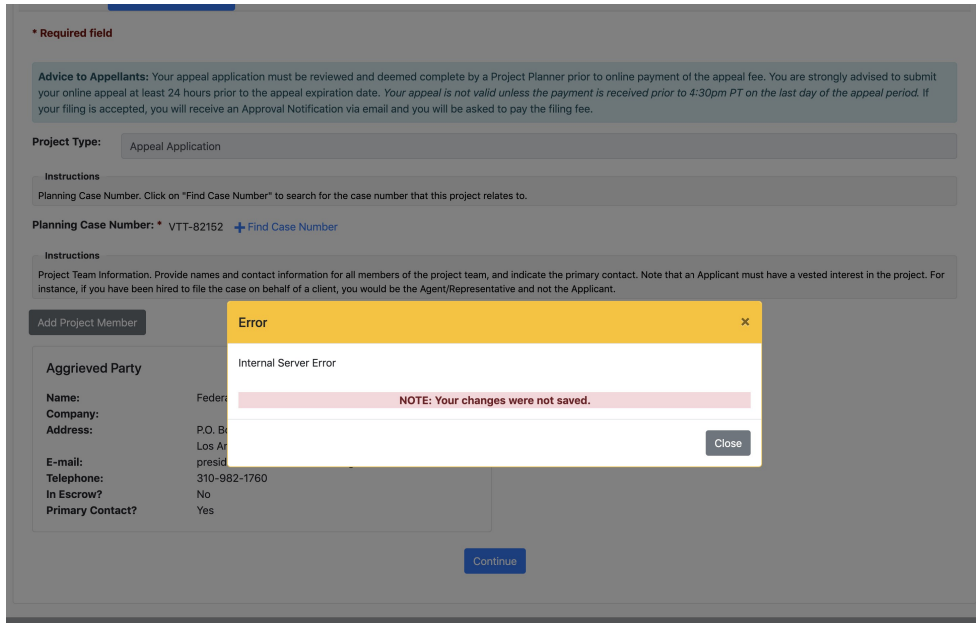 * Required field
Advice to Appellants: Your appeal application must be reviewed and deemed complete by a Project Planner prior to online payment of the appeal fee. You are strongly advised to submit
your online appeal at least 24 hours prior to the appeal expiration date. Your appeal is not valid unless the payment is received prior to 4:30pm PT on the last day of the appeal period. If
your filing is accepted, you will receive an Approval Notification via email and you will be asked to pay the filing fee.
Project Type: Appeal Application
Instructions
Planning Case Number. Click on "Find Case Number" to search for the case number that this project relates to.
Planning Case Number: * VTT-82152 +Find Case Number
Instructions
Project Team Information. Provide names and contact information for all members of the project team, and indicate the primary contact. Note that an Applicant must have a vested interest in the project. For
instance, if you have been hired to file the case on behalf of a client, you would be the Agent/Representative and not the Applicant.
Add Project Member
Error ×
Internal Server Error
NOTE: Your changes were not saved.
Close
Aggrieved Party
Name: Federa
Company:
Address: P.O. Bo
Los An
E-mail: presid
Telephone: 310-982-1760
In Escrow? No
Primary Contact? Yes
Continue